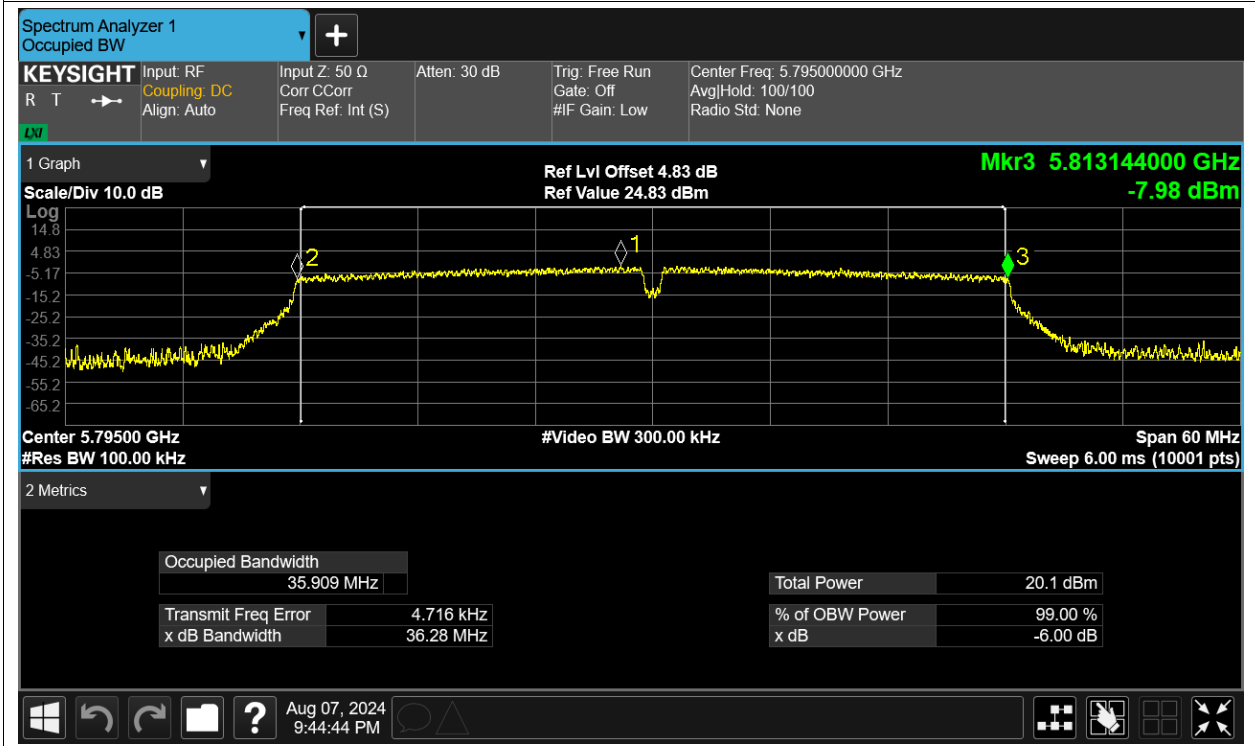 Spectrum Analyzer 1
Occupied BW
KEYSIGHT
R T
LXI
Input: RF
Coupling: DC
Align: Auto
Input Z: 50 Ω
Corr CCorr
Freq Ref: Int (S)
Atten: 30 dB
Trig: Free Run
Gate: Off
#IF Gain: Low
Center Freq: 5.795000000 GHz
Avg|Hold: 100/100
Radio Std: None
1 Graph
Scale/Div 10.0 dB
Ref Lvl Offset 4.83 dB
Ref Value 24.83 dBm
Mkr3 5.813144000 GHz
-7.98 dBm
Log
14.8
4.83
-5.17
-15.2
-25.2
-35.2
-45.2
-55.2
-65.2
2
1
3
Center 5.79500 GHz
#Video BW 300.00 kHz
Span 60 MHz
#Res BW 100.00 kHz
Sweep 6.00 ms (10001 pts)
2 Metrics
Occupied Bandwidth
35.909 MHz
Transmit Freq Error 4.716 kHz
x dB Bandwidth 36.28 MHz
Total Power 20.1 dBm
% of OBW Power 99.00 %
x dB -6.00 dB
?
Aug 07, 2024
9:44:44 PM